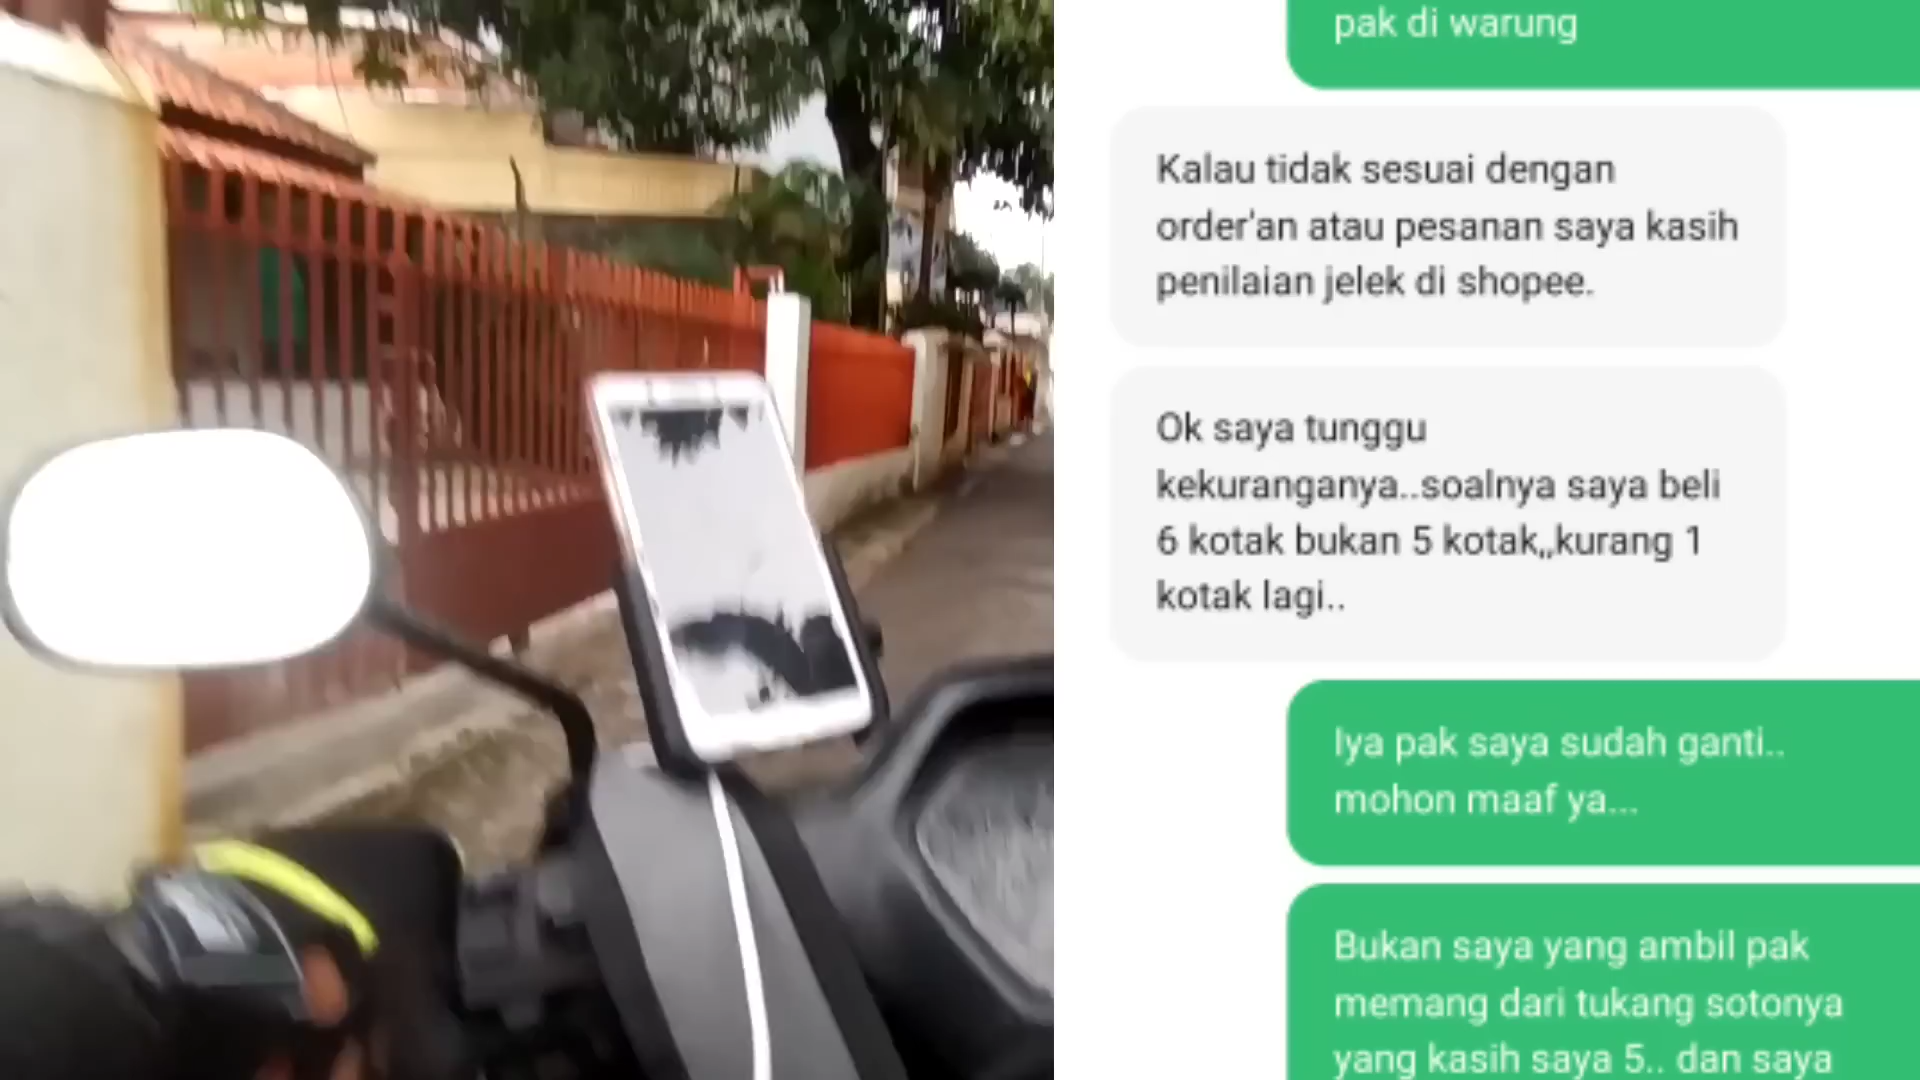 pak di warung
Kalau tidak sesuai dengan
order'an atau pesanan saya kasih
penilaian jelek di shopee.
Ok saya tunggu
kekuranganya..soalnya saya beli
6 kotak bukan 5 kotak,,kurang 1
kotak lagi..
Iya pak saya sudah ganti..
mohon maaf ya...
Bukan saya yang ambil pak
memang dari tukang sotonya
yang kasih saya 5.. dan saya